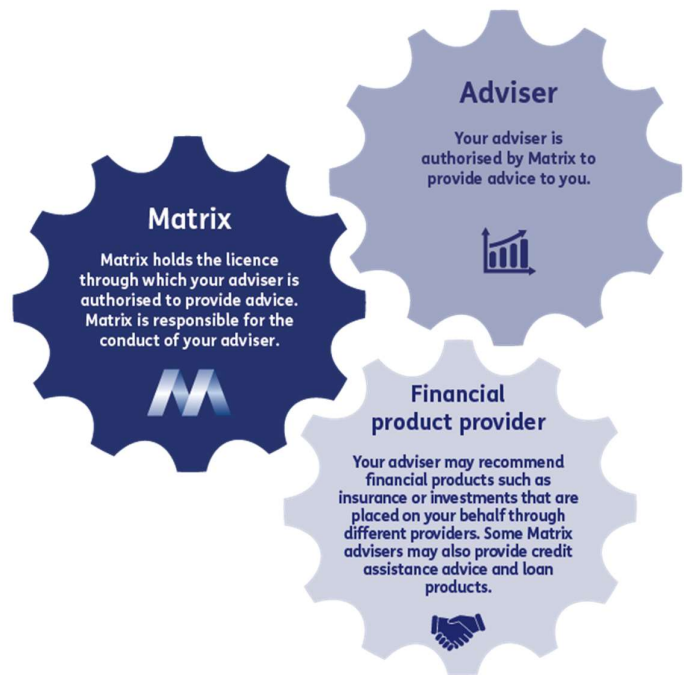 Adviser
Your adviser is
authorised by Matrix to
provide advice to you.
Matrix
Matrix holds the licence
through which your adviser is
authorised to provide advice.
Matrix is responsible for the
conduct of your adviser.
Financial
product provider
Your adviser may recommend
financial products such as
insurance or investments that are
placed on your behalf through
different providers. Some Matrix
advisers may also provide credit
assistance advice and loan
products.